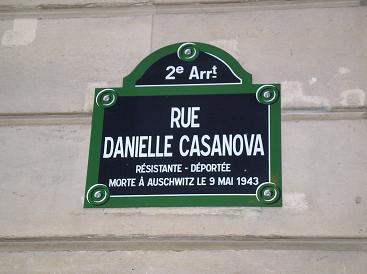 2e Arrt
RUE
DANIELLE CASANOVA
RÉSISTANTE - DÉPORTÉE
MORTE À AUSCHWITZ LE 9 MAI 1943